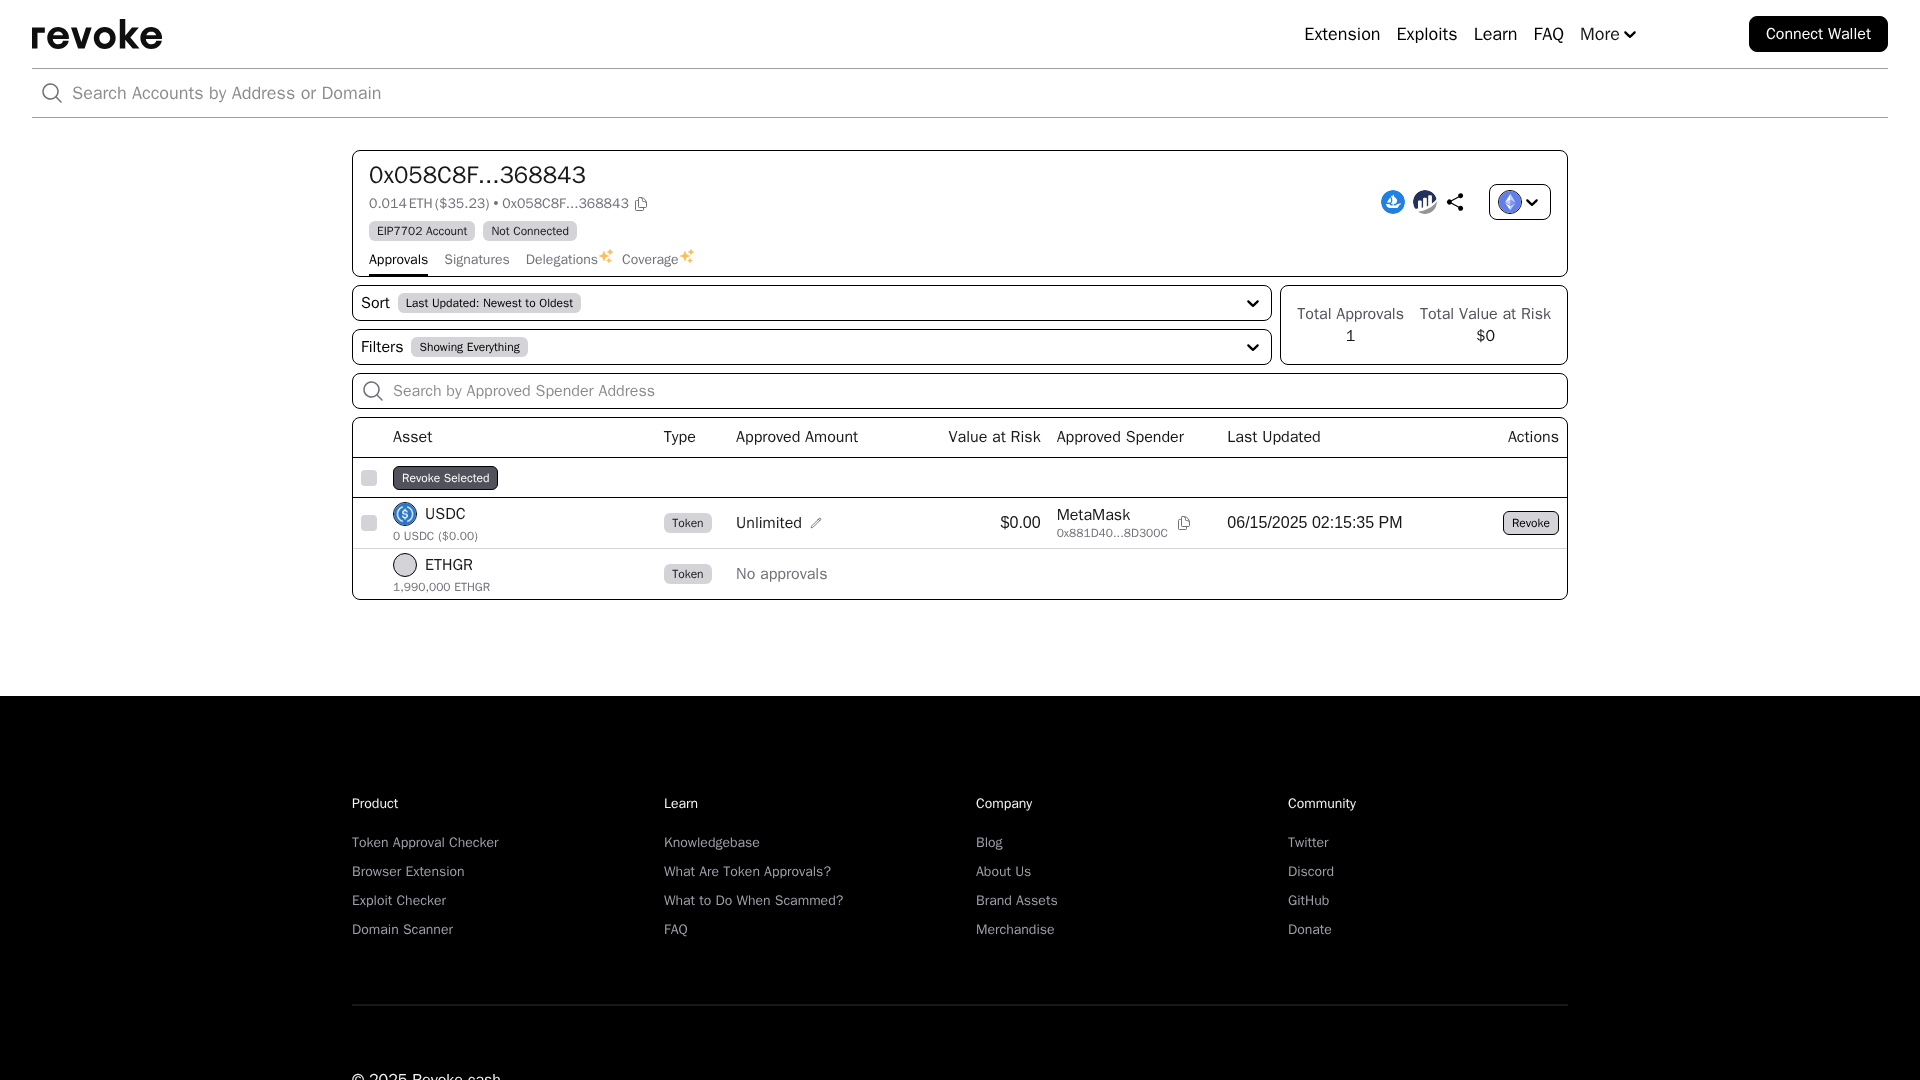 revoke
Extension Exploits Learn FAQ More Connect Wallet
Search Accounts by Address or Domain
0x058C8F...368843
0.014 ETH ($35.23) • 0x058C8F...368843
EIP7702 Account Not Connected
Approvals Signatures Delegations Coverage
Sort Last Updated: Newest to Oldest
Filters Showing Everything
Total Approvals Total Value at Risk
1 $0
Search by Approved Spender Address
Asset Type Approved Amount Value at Risk Approved Spender Last Updated Actions
Revoke Selected
USDC
0 USDC ($0.00)
Token Unlimited $0.00
MetaMask
0x881D40...8D300C
06/15/2025 02:15:35 PM Revoke
ETHGR
1,990,000 ETHGR
Token No approvals
Product
Token Approval Checker
Browser Extension
Exploit Checker
Domain Scanner
Learn
Knowledgebase
What Are Token Approvals?
What to Do When Scammed?
FAQ
Company
Blog
About Us
Brand Assets
Merchandise
Community
Twitter
Discord
GitHub
Donate
© 2025 Revoke.cash